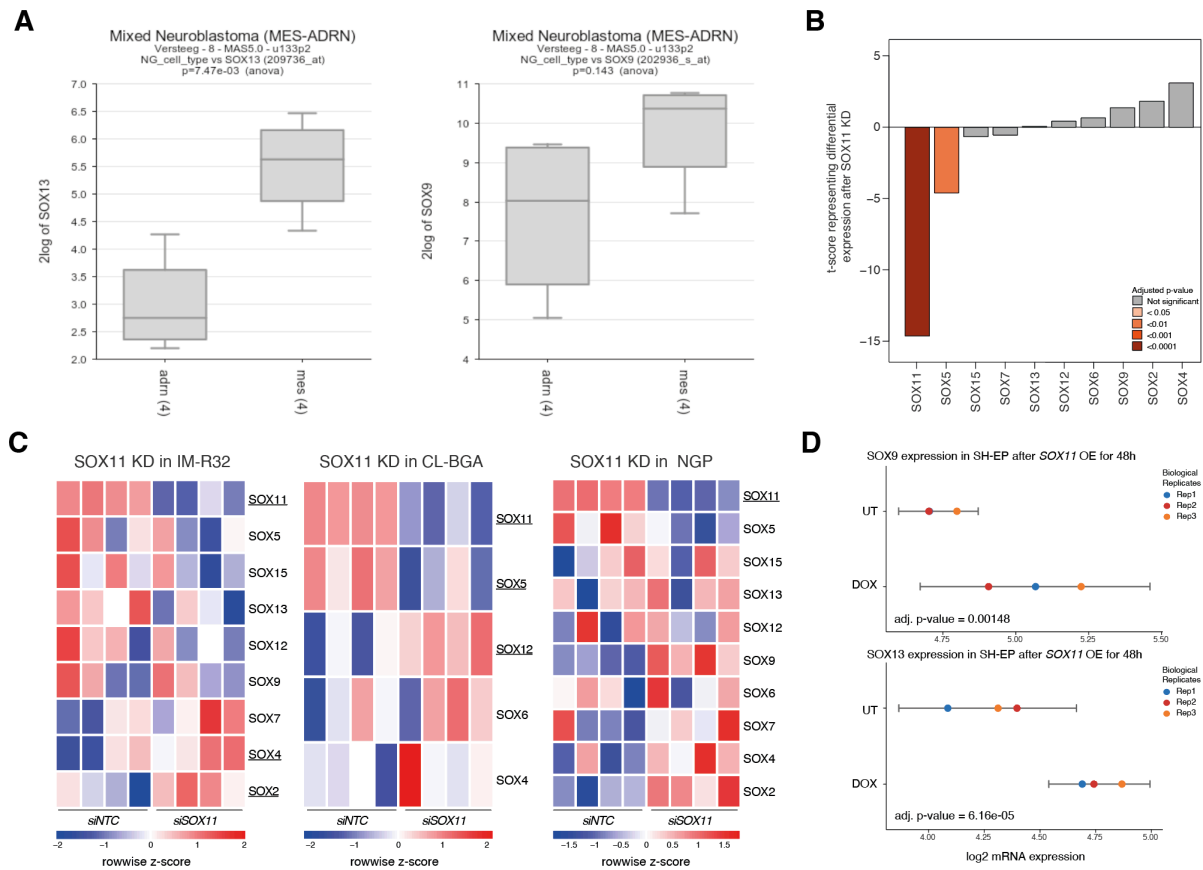 A
Mixed Neuroblastoma (MES-ADRN)
Versteeg - 8 - MAS5.0 - u133p2
NG_cell_type vs SOX13 (209736_at)
p=7.47e-03 (anova)
2log of SOX13
7.0
6.5
6.0
5.5
5.0
4.5
4.0
3.5
3.0
2.5
2.0
adrn (4)
mes (4)
Mixed Neuroblastoma (MES-ADRN)
Versteeg - 8 - MAS5.0 - u133p2
NG_cell_type vs SOX9 (202936_s_at)
p=0.143 (anova)
2log of SOX9
11
10
9
8
7
6
5
4
adrn (4)
mes (4)
B
t-score representing differential
expression after SOX11 KD
5
0
−5
−10
−15
Adjusted p-value
Not significant
< 0.05
<0.01
<0.001
<0.0001
SOX11
SOX5
SOX15
SOX7
SOX13
SOX12
SOX6
SOX9
SOX2
SOX4
C
SOX11 KD in IM-R32
SOX11
SOX5
SOX15
SOX13
SOX12
SOX9
SOX7
SOX4
SOX2
siNTC
siSOX11
−2 −1 0 1 2
rowwise z-score
SOX11 KD in CL-BGA
SOX11
SOX5
SOX12
SOX6
SOX4
siNTC
siSOX11
−2 −1 0 1 2
rowwise z-score
SOX11 KD in NGP
SOX11
SOX5
SOX15
SOX13
SOX12
SOX9
SOX6
SOX7
SOX4
SOX2
siNTC
siSOX11
−1.5 −1 −0.5 0 0.5 1 1.5
rowwise z-score
D
SOX9 expression in SH-EP after SOX11 OE for 48h
Biological
Replicates
Rep1
Rep2
Rep3
UT
DOX
adj. p-value = 0.00148
4.75 5.00 5.25 5.50
SOX13 expression in SH-EP after SOX11 OE for 48h
Biological
Replicates
Rep1
Rep2
Rep3
UT
DOX
adj. p-value = 6.16e-05
4.00 4.25 4.50 4.75 5.00
log2 mRNA expression